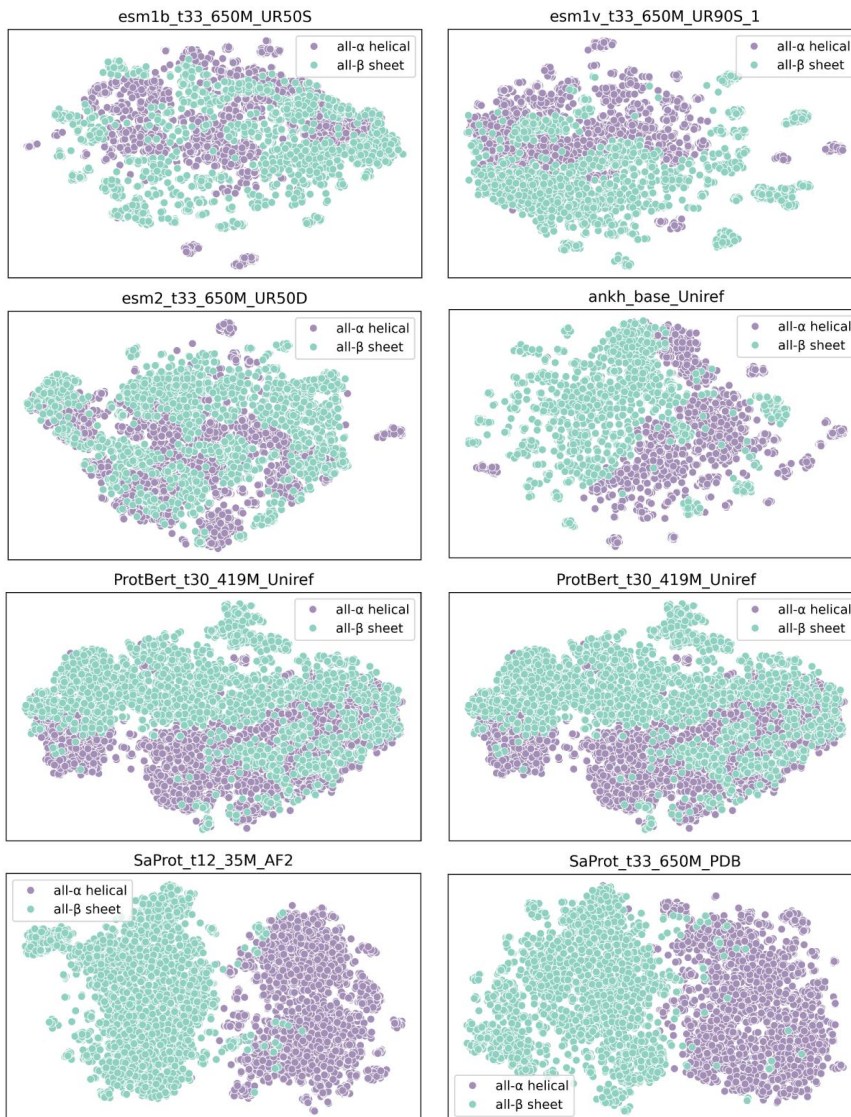 esm1b_t33_650M_UR50S
all-α helical
all-β sheet
esm1v_t33_650M_UR90S_1
all-α helical
all-β sheet
esm2_t33_650M_UR50D
all-α helical
all-β sheet
ankh_base_Uniref
all-α helical
all-β sheet
ProtBert_t30_419M_Uniref
all-α helical
all-β sheet
ProtBert_t30_419M_Uniref
all-α helical
all-β sheet
SaProt_t12_35M_AF2
all-α helical
all-β sheet
SaProt_t33_650M_PDB
all-α helical
all-β sheet